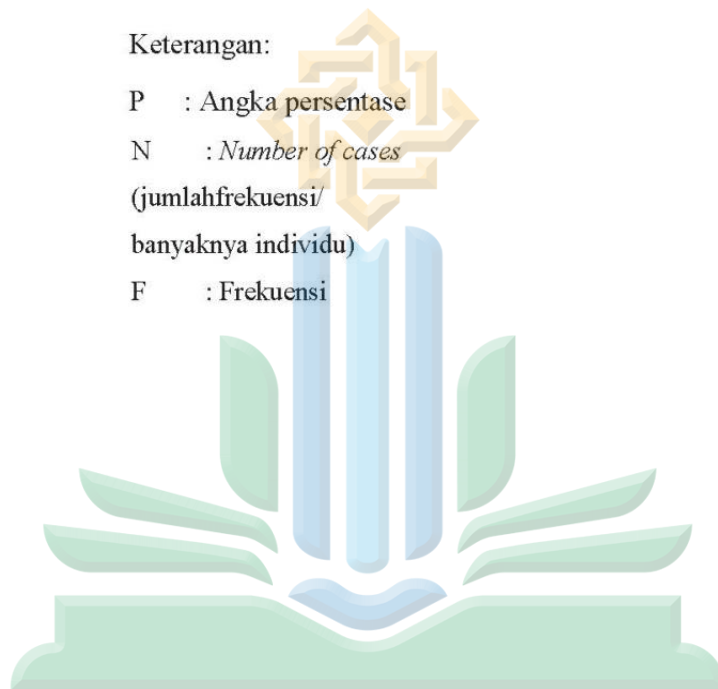 Keterangan:
P : Angka persentase
N : Number of cases
(jumlahfrekuensi/
banyaknya individu)
F : Frekuensi